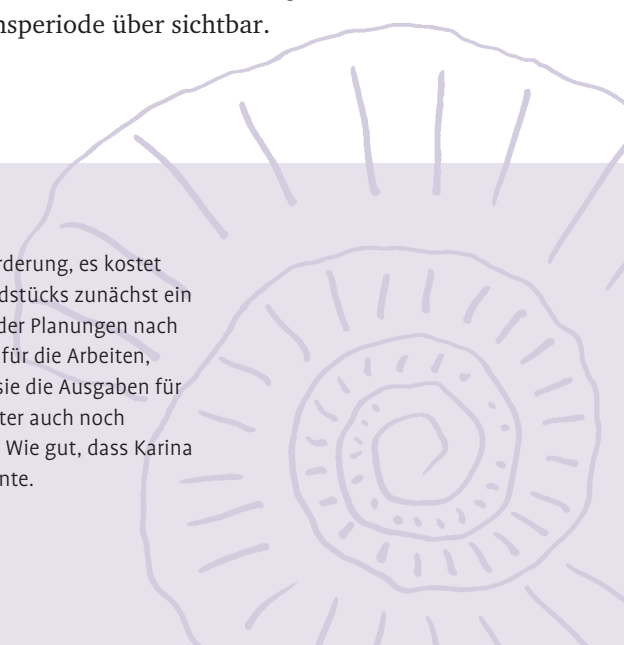 nsperiode über sichtbar.
rderung, es kostet
dstücks zunächst ein
der Planungen nach
für die Arbeiten,
sie die Ausgaben für
ter auch noch
Wie gut, dass Karina
nte.